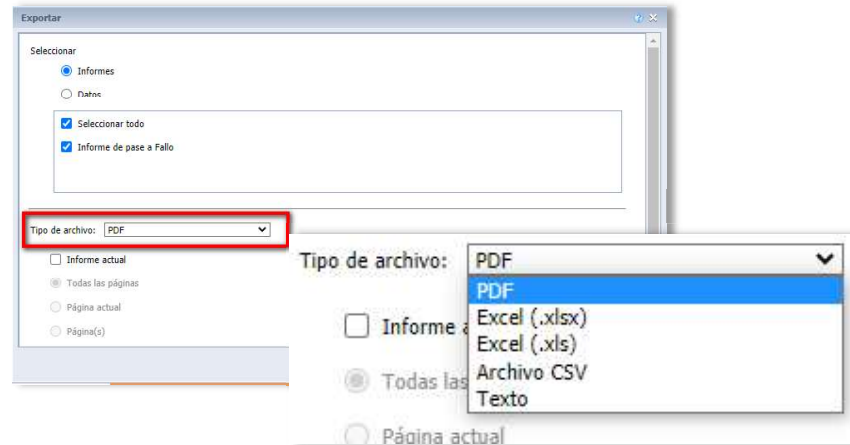 Exportar
Seleccionar
Informes
Datos
Seleccionar todo
Informe de pase a Fallo
Tipo de archivo: PDF
Informe actual
Todas las páginas
Página actual
Página(s)
Tipo de archivo: PDF
PDF
Excel (.xlsx)
Informe
Excel (.xls)
Archivo CSV
Todas las
Texto
Página actual